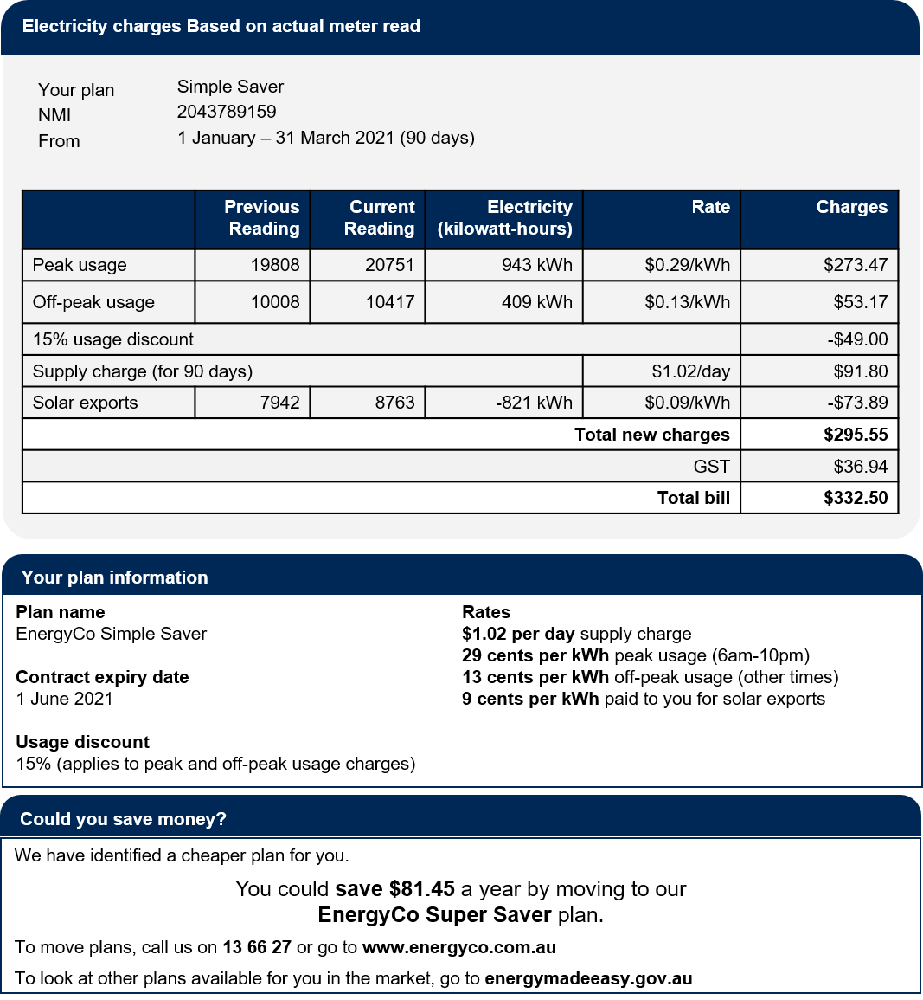 Electricity charges Based on actual meter read
Your plan Simple Saver
NMI 2043789159
From 1 January – 31 March 2021 (90 days)
Previous Reading Current Reading Electricity (kilowatt-hours) Rate Charges
Peak usage 19808 20751 943 kWh $0.29/kWh $273.47
Off-peak usage 10008 10417 409 kWh $0.13/kWh $53.17
15% usage discount -$49.00
Supply charge (for 90 days) $1.02/day $91.80
Solar exports 7942 8763 -821 kWh $0.09/kWh -$73.89
Total new charges $295.55
GST $36.94
Total bill $332.50
Your plan information
Plan name
EnergyCo Simple Saver
Contract expiry date
1 June 2021
Usage discount
15% (applies to peak and off-peak usage charges)
Rates
$1.02 per day supply charge
29 cents per kWh peak usage (6am-10pm)
13 cents per kWh off-peak usage (other times)
9 cents per kWh paid to you for solar exports
Could you save money?
We have identified a cheaper plan for you.
You could save $81.45 a year by moving to our
EnergyCo Super Saver plan.
To move plans, call us on 13 66 27 or go to www.energyco.com.au
To look at other plans available for you in the market, go to energymadeeasy.gov.au